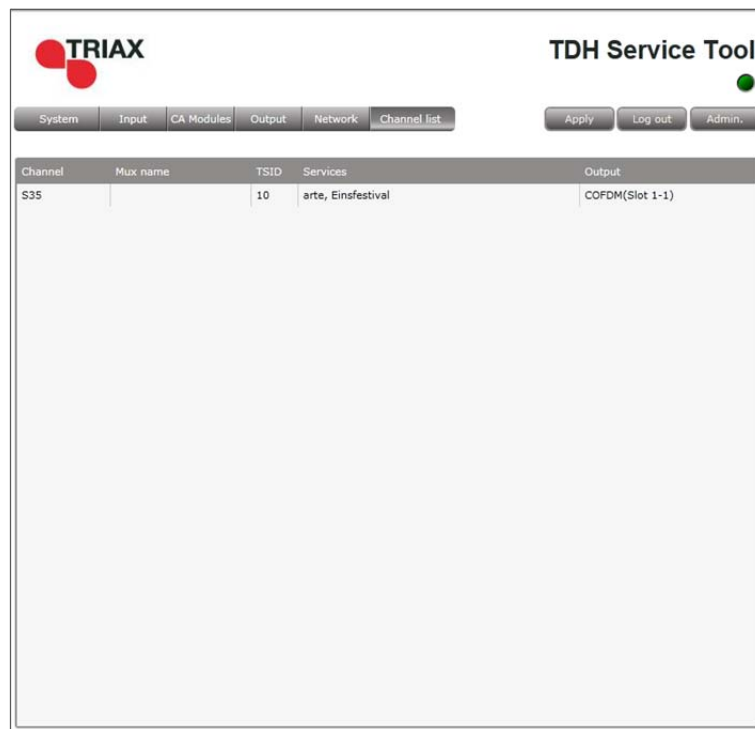 TRIAX
TDH Service Tool
System Input CA Modules Output Network Channel list Apply Log out Admin.
Channel Mux name TSID Services Output
S35 10 arte, Einsfestival COFDM(Slot 1-1)